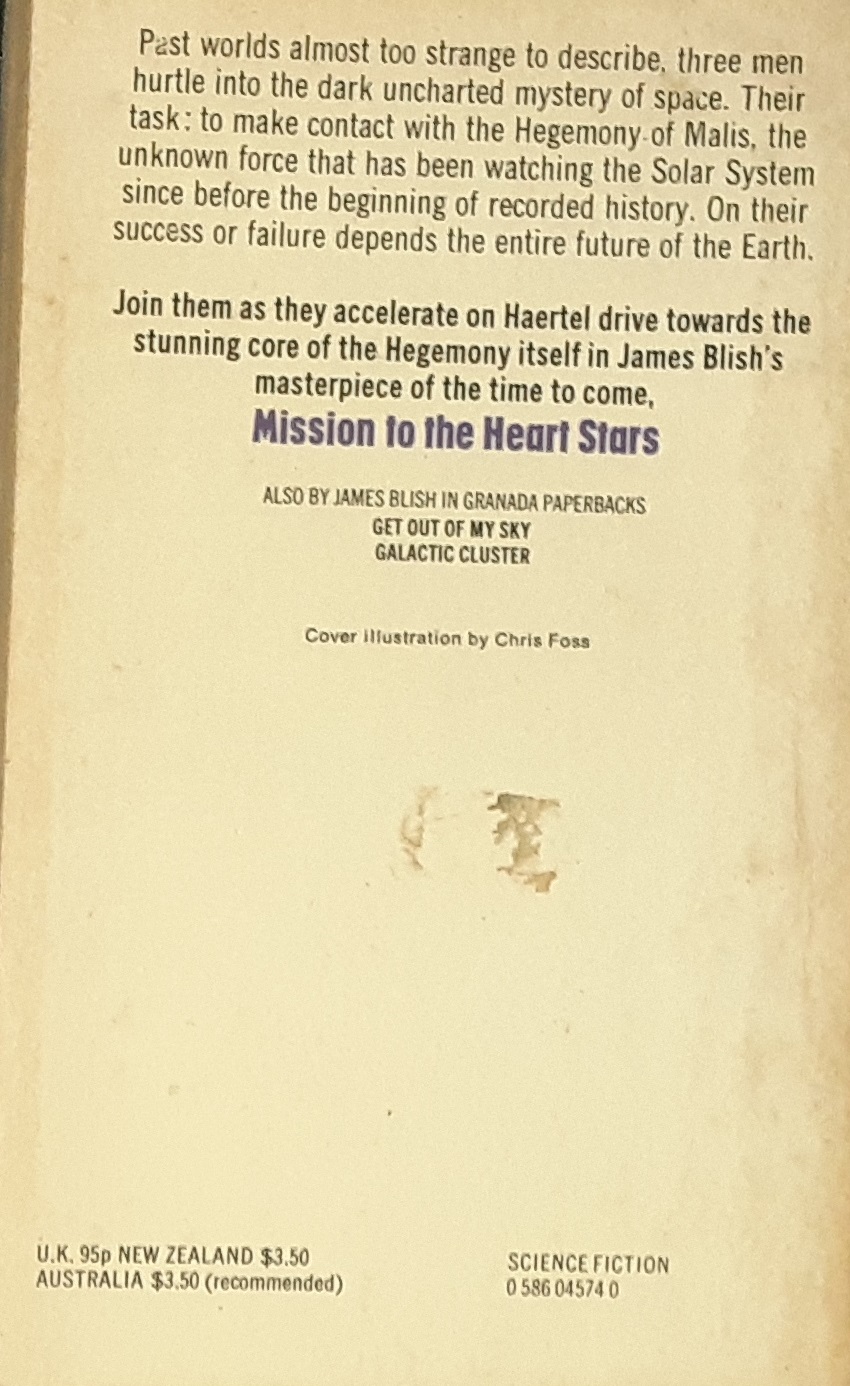 Past worlds almost too strange to describe, three men
hurtle into the dark uncharted mystery of space. Their
task: to make contact with the Hegemony of Malis, the
unknown force that has been watching the Solar System
since before the beginning of recorded history. On their
success or failure depends the entire future of the Earth.
Join them as they accelerate on Haertel drive towards the
stunning core of the Hegemony itself in James Blish's
masterpiece of the time to come,
Mission to the Heart Stars
ALSO BY JAMES BLISH IN GRANADA PAPERBACKS
GET OUT OF MY SKY
GALACTIC CLUSTER
Cover illustration by Chris Foss
U.K. 95p NEW ZEALAND $3.50
AUSTRALIA $3.50 (recommended)
SCIENCE FICTION
0 586 04574 0